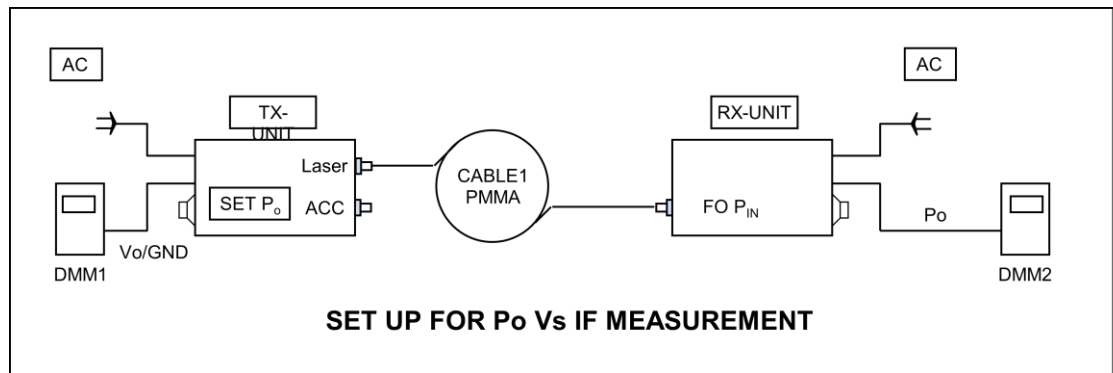 AC
AC
TX-
UNIT
RX-UNIT
Laser
CABLE1
PMMA
SET Po
ACC
FO PIN
Po
Vo/GND
DMM1
DMM2
SET UP FOR Po Vs IF MEASUREMENT